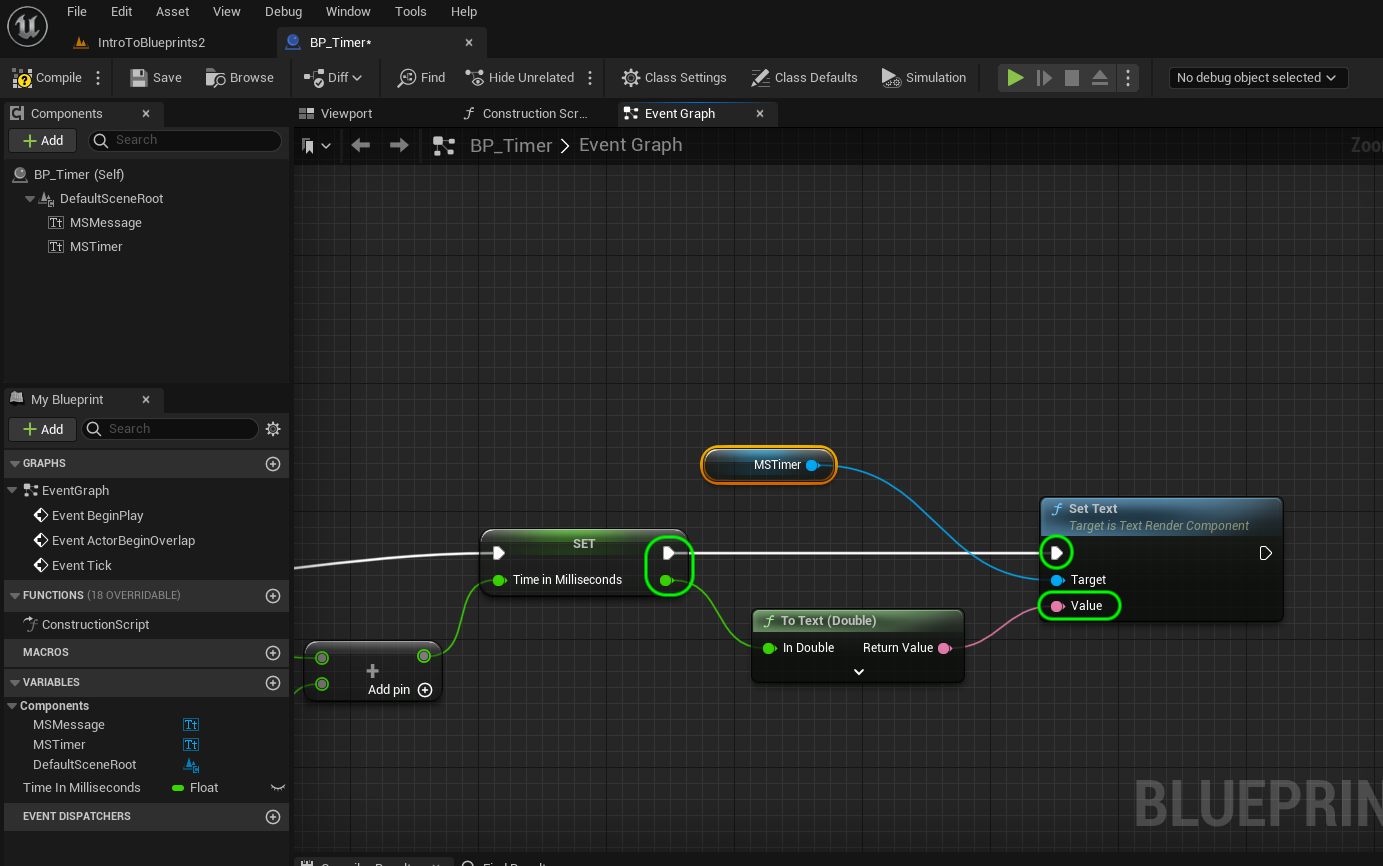 File Edit Asset View Debug Window Tools Help
IntroToBlueprints2 BP_Timer*
Compile Save Browse Diff Find Hide Unrelated Class Settings Class Defaults Simulation No debug object selected
Components Viewport Construction Scr... Event Graph
Add Search BP_Timer > Event Graph
BP_Timer (Self)
DefaultSceneRoot
MSMessage
MSTimer
My Blueprint
Add Search
GRAPHS
EventGraph
Event BeginPlay
Event ActorBeginOverlap
Event Tick
FUNCTIONS (18 OVERRIDABLE)
ConstructionScript
MACROS
VARIABLES
Components
MSMessage
MSTimer
DefaultSceneRoot
Time In Milliseconds Float
EVENT DISPATCHERS
MSTimer
SET
Time in Milliseconds
Add pin
To Text (Double)
In Double Return Value
Set Text
Target is Text Render Component
Target
Value